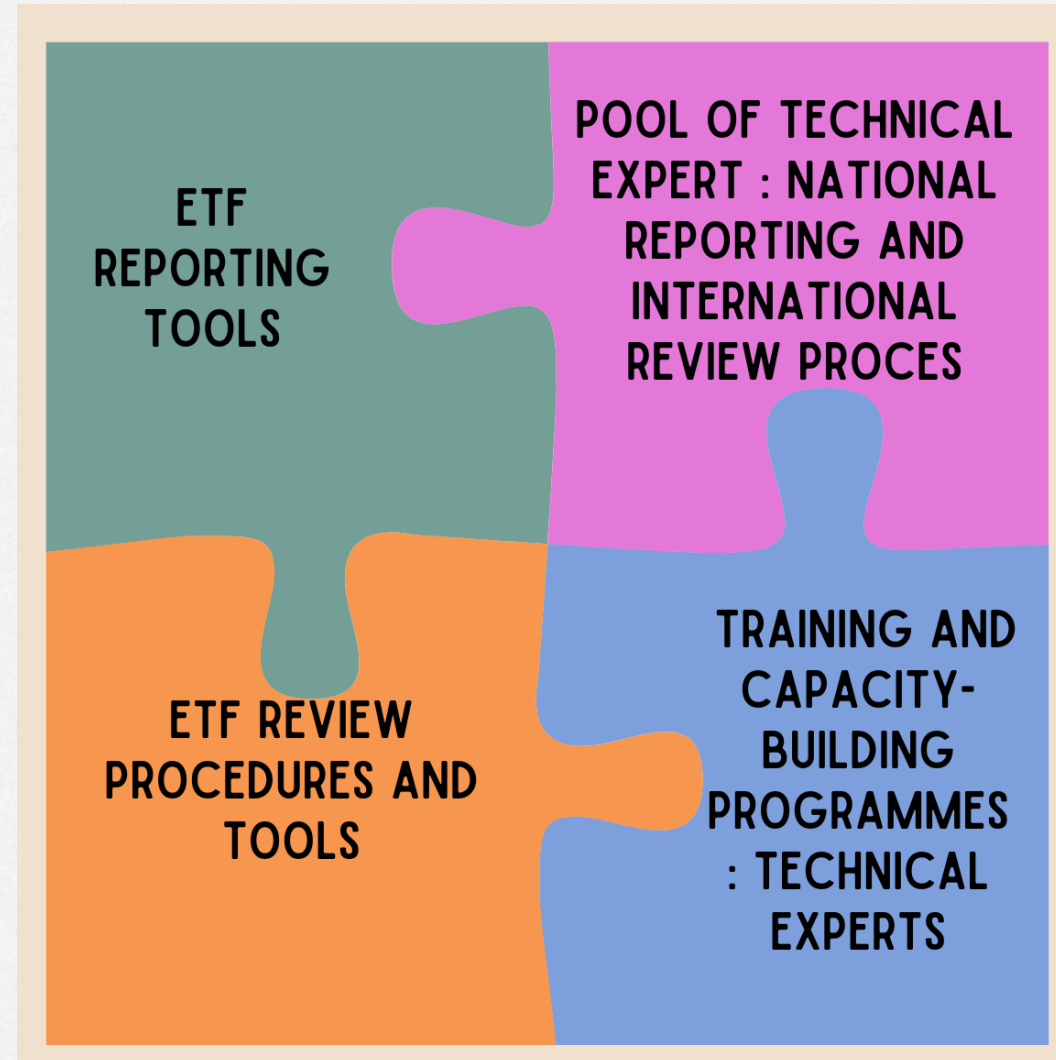 ETF
REPORTING
TOOLS
POOL OF TECHNICAL
EXPERT : NATIONAL
REPORTING AND
INTERNATIONAL
REVIEW PROCES
ETF REVIEW
PROCEDURES AND
TOOLS
TRAINING AND
CAPACITY-
BUILDING
PROGRAMMES
: TECHNICAL
EXPERTS